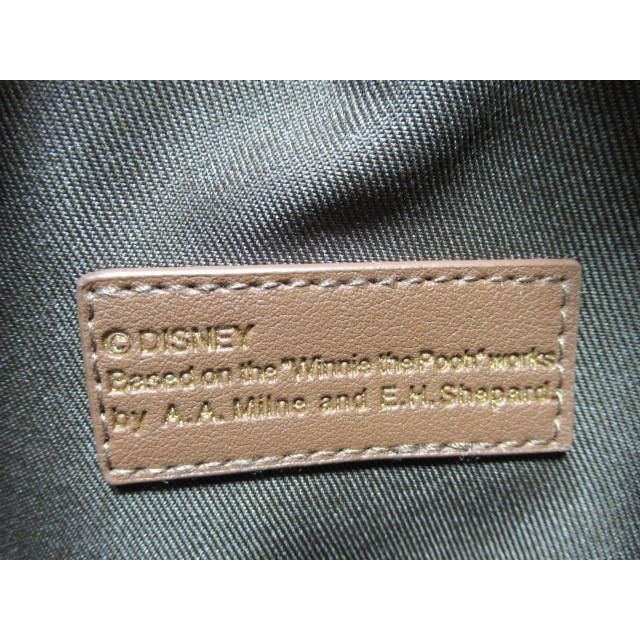 © DISNEY
Based on the "Winnie the Pooh" works
by A.A. Milne and E.H. Shepard.